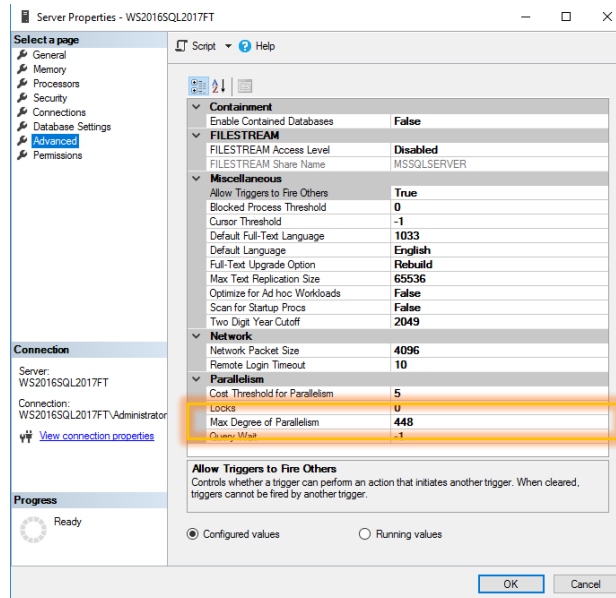 Server Properties - WS2016SQL2017FT
Select a page
General
Memory
Processors
Security
Connections
Database Settings
Advanced
Permissions
Script Help
Containment
Enable Contained Databases False
FILESTREAM
FILESTREAM Access Level Disabled
FILESTREAM Share Name MSSQLSERVER
Miscellaneous
Allow Triggers to Fire Others True
Blocked Process Threshold 0
Cursor Threshold -1
Default Full-Text Language 1033
Default Language English
Full-Text Upgrade Option Rebuild
Max Text Replication Size 65536
Optimize for Ad hoc Workloads False
Scan for Startup Procs False
Two Digit Year Cutoff 2049
Network
Network Packet Size 4096
Remote Login Timeout 10
Parallelism
Cost Threshold for Parallelism 5
Locks 0
Max Degree of Parallelism 448
Query Wait -1
Allow Triggers to Fire Others
Controls whether a trigger can perform an action that initiates another trigger. When cleared,
triggers cannot be fired by another trigger.
Configured values Running values
Connection
Server:
WS2016SQL2017FT
Connection:
WS2016SQL2017FT\Administrator
View connection properties
Progress
Ready
OK Cancel